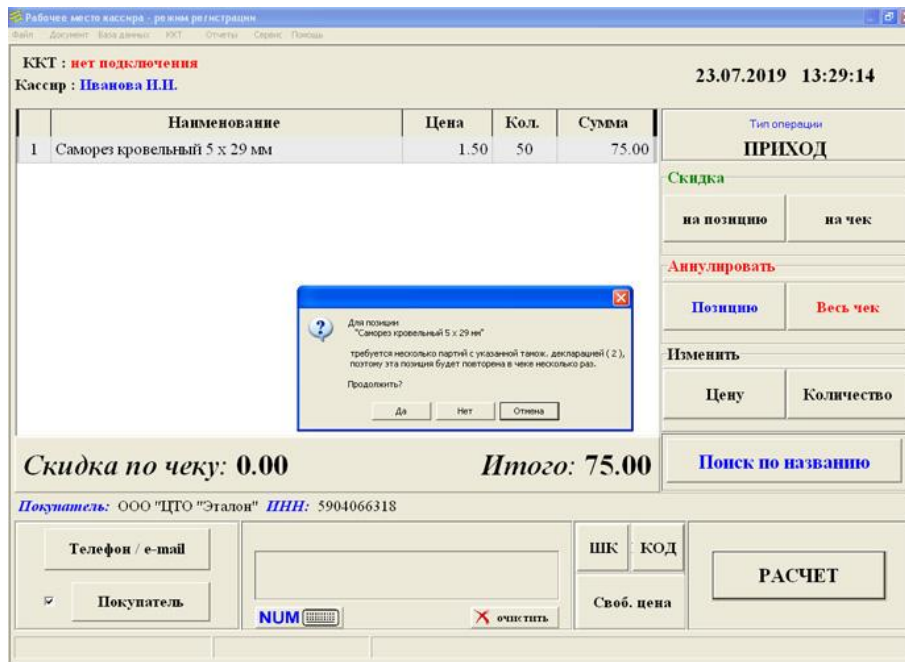 Рабочее место кассира - режим регистрации
Файл Документ База данных ККТ Отчеты Сервис Помощь
ККТ : нет подключения
Кассир : Иванова И.И.
23.07.2019 13:29:14
Наименование Цена Кол. Сумма
1 Саморез кровельный 5 x 29 мм 1.50 50 75.00
Тип операции
ПРИХОД
Скидка
на позицию на чек
Аннулировать
Позицию Весь чек
Изменить
Цену Количество
Для позиции
"Саморез кровельный 5 x 29 мм"
требуется несколько партий с указанной тамож. декларацией ( 2 ),
поэтому эта позиция будет повторена в чеке несколько раз.
Продолжить?
Да Нет Отмена
Скидка по чеку: 0.00 Итого: 75.00
Поиск по названию
Покупатель: ООО "ЦТО "Эталон" ИНН: 5904066318
Телефон / e-mail
Покупатель
NUM
очистить
ШК КОД
Своб. цена
РАСЧЕТ